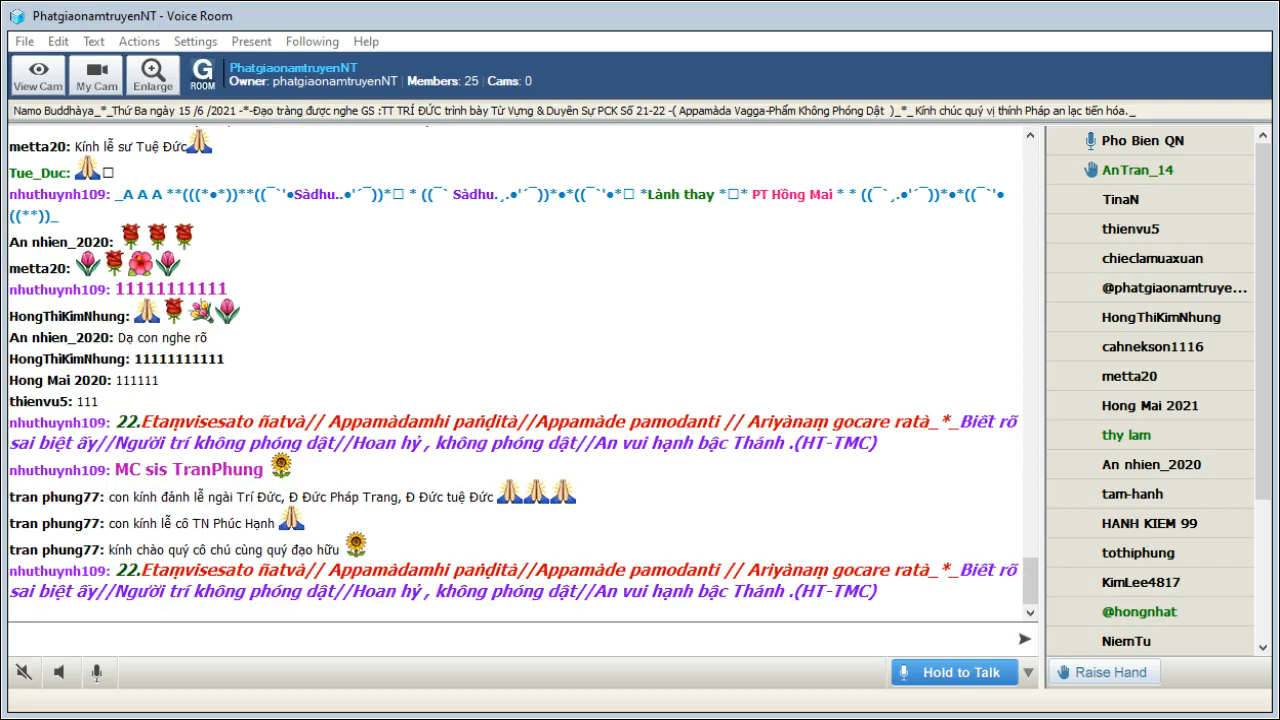 PhatgiaonamtruyenNT - Voice Room
File Edit Text Actions Settings Present Following Help
View Cam My Cam Enlarge G ROOM
PhatgiaonamtruyenNT
Owner: phatgiaonamtruyenNT | Members: 25 | Cams: 0
Namo Buddhàya_*_Thứ Ba ngày 15 /6 /2021 -*-Đạo tràng được nghe GS :TT TRÍ ĐỨC trình bày Từ Vựng & Duyên Sự PCK Số 21-22 -( Appamàda Vagga-Phẩm Không Phóng Dật )_*_ Kính chúc quý vị thính Pháp an lạc tiến hóa._
metta20: Kính lễ sư Tuệ Đức
Tue_Duc:
nhuthuynh109: _A A A **(((*●*))**((¯`'●Sàdhu..●'´¯))*□ * ((¯` Sàdhu.¸.●'´¯))*●*((¯`'●*□ *Lành thay *□* PT Hồng Mai * * ((¯`¸.●'´¯))*●*((¯`'●
((**))_
An nhien_2020:
metta20:
nhuthuynh109: 11111111111
HongThiKimNhung:
An nhien_2020: Dạ con nghe rõ
HongThiKimNhung: 11111111111
Hong Mai 2020: 111111
thienvu5: 111
nhuthuynh109: 22.Etaṃvisesato ñatvà// Appamàdamhi paṇḍità//Appamàde pamodanti // Ariyànaṃ gocare ratà_*_Biết rõ
sai biệt ấy//Người trí không phóng dật//Hoan hỷ , không phóng dật//An vui hạnh bậc Thánh .(HT-TMC)
nhuthuynh109: MC sis TranPhung
tran phung77: con kính đảnh lễ ngài Trí Đức, Đ Đức Pháp Trang, Đ Đức tuệ Đức
tran phung77: con kính lễ cô TN Phúc Hạnh
tran phung77: kính chào quý cô chú cùng quý đạo hữu
nhuthuynh109: 22.Etaṃvisesato ñatvà// Appamàdamhi paṇḍità//Appamàde pamodanti // Ariyànaṃ gocare ratà_*_Biết rõ
sai biệt ấy//Người trí không phóng dật//Hoan hỷ , không phóng dật//An vui hạnh bậc Thánh .(HT-TMC)
Hold to Talk
Pho Bien QN
AnTran_14
TinaN
thienvu5
chieclamuaxuan
@phatgiaonamtruye...
HongThiKimNhung
cahnekson1116
metta20
Hong Mai 2021
thy lam
An nhien_2020
tam-hanh
HANH KIEM 99
tothiphung
KimLee4817
@hongnhat
NiemTu
Raise Hand